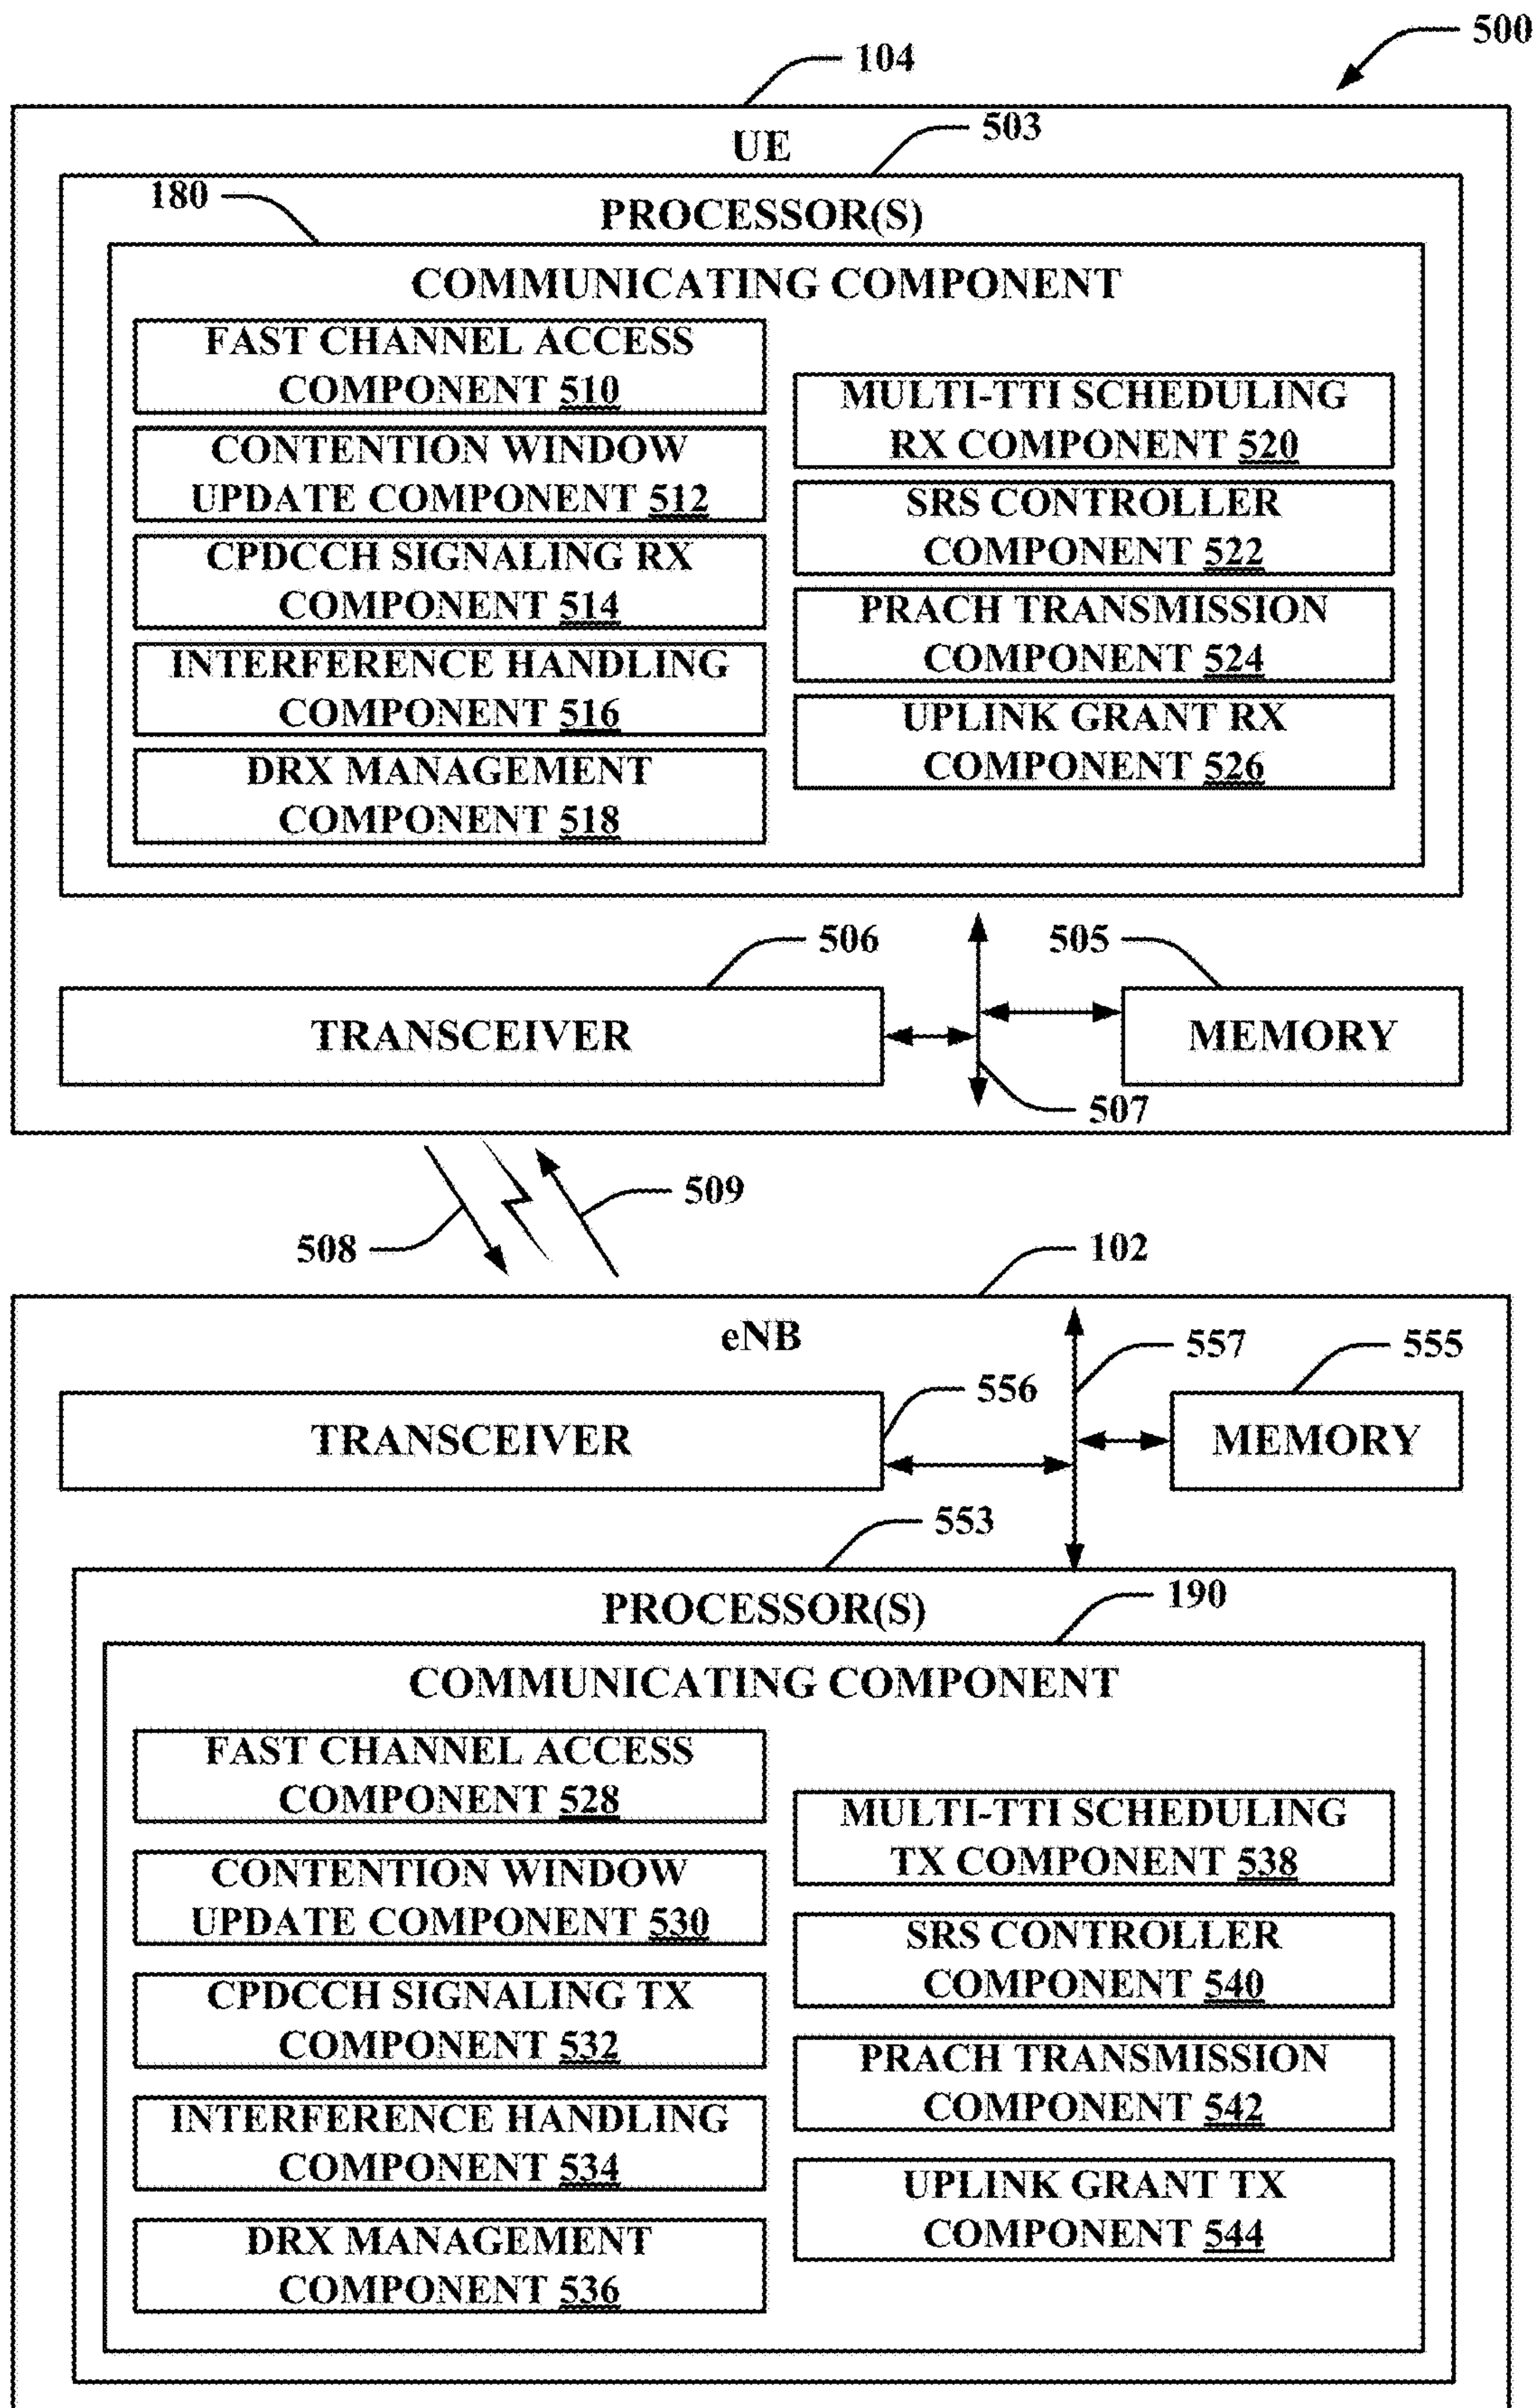 500
104
UE
503
180
PROCESSOR(S)
COMMUNICATING COMPONENT
FAST CHANNEL ACCESS
COMPONENT 510
CONTENTION WINDOW
UPDATE COMPONENT 512
CPDCCH SIGNALING RX
COMPONENT 514
INTERFERENCE HANDLING
COMPONENT 516
DRX MANAGEMENT
COMPONENT 518
MULTI-TTI SCHEDULING
RX COMPONENT 520
SRS CONTROLLER
COMPONENT 522
PRACH TRANSMISSION
COMPONENT 524
UPLINK GRANT RX
COMPONENT 526
506
505
TRANSCEIVER
MEMORY
507
509
508
102
eNB
557
555
556
TRANSCEIVER
MEMORY
553
PROCESSOR(S)
190
COMMUNICATING COMPONENT
FAST CHANNEL ACCESS
COMPONENT 528
CONTENTION WINDOW
UPDATE COMPONENT 530
CPDCCH SIGNALING TX
COMPONENT 532
INTERFERENCE HANDLING
COMPONENT 534
DRX MANAGEMENT
COMPONENT 536
MULTI-TTI SCHEDULING
TX COMPONENT 538
SRS CONTROLLER
COMPONENT 540
PRACH TRANSMISSION
COMPONENT 542
UPLINK GRANT TX
COMPONENT 544